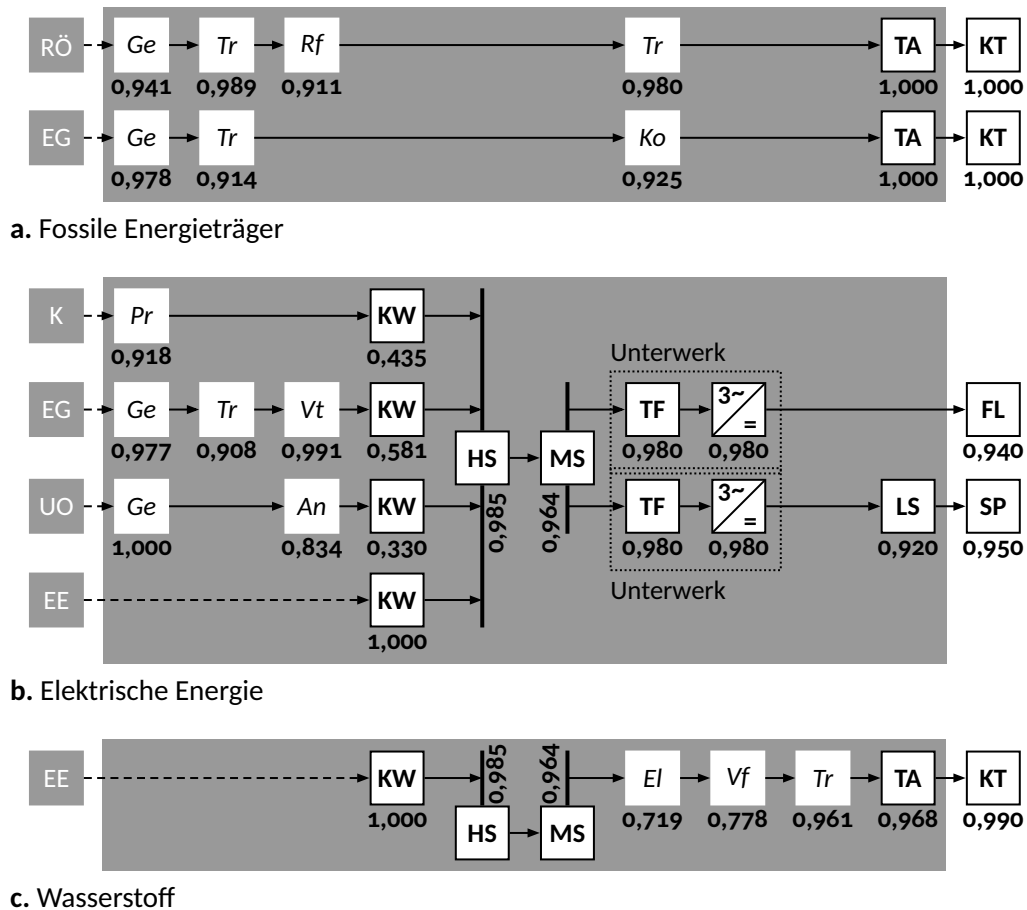 RÖ Ge Tr Rf Tr TA KT
0,941 0,989 0,911 0,980 1,000 1,000
EG Ge Tr Ko TA KT
0,978 0,914 0,925 1,000 1,000
a. Fossile Energieträger
K Pr KW
0,918 0,435
Unterwerk
EG Ge Tr Vt KW TF 3~ = FL
0,977 0,908 0,991 0,581 0,980 0,980 0,940
HS MS
0,985 0,964
UO Ge An KW TF 3~ = LS SP
1,000 0,834 0,330 0,980 0,980 0,920 0,950
Unterwerk
EE KW
1,000
b. Elektrische Energie
EE KW 0,985 0,964 El Vf Tr TA KT
1,000 0,719 0,778 0,961 0,968 0,990
HS MS
c. Wasserstoff